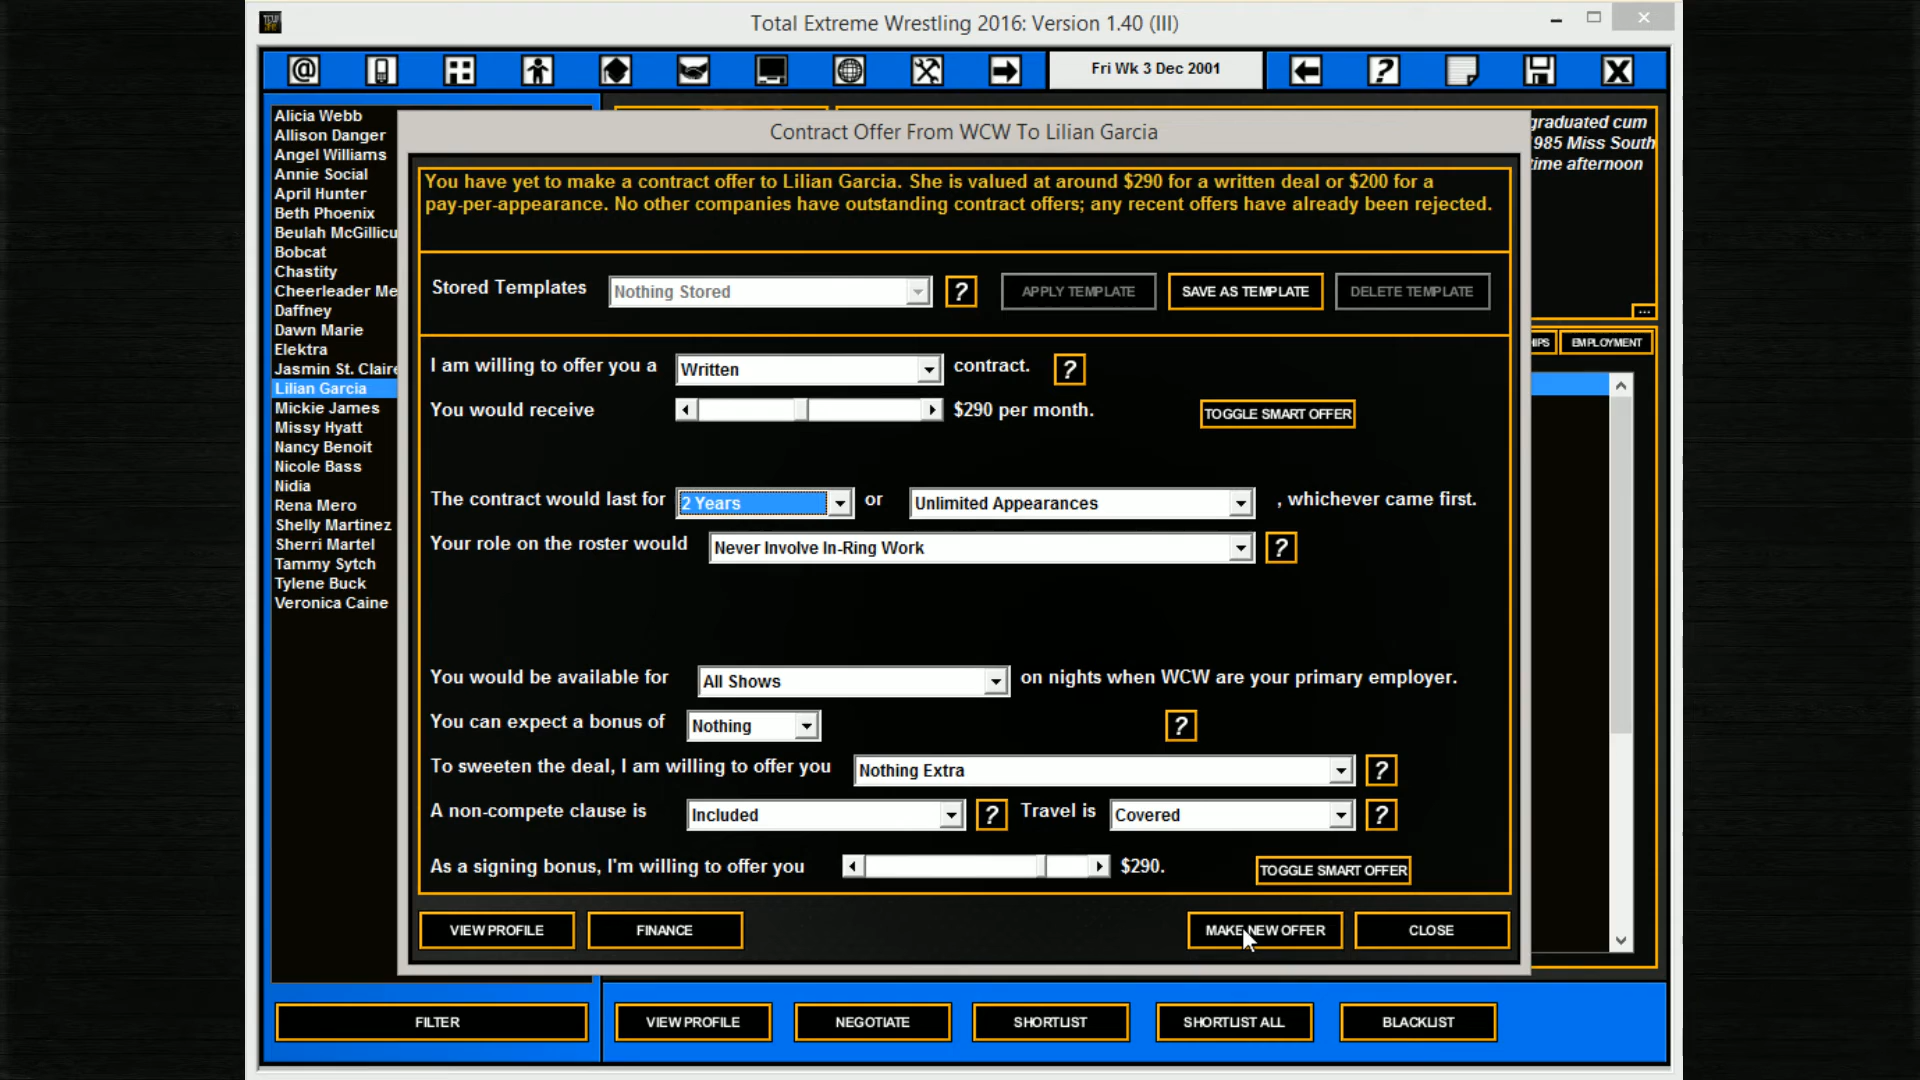 Total Extreme Wrestling 2016: Version 1.40 (III)
Fri Wk 3 Dec 2001
Alicia Webb
Allison Danger
Angel Williams
Annie Social
April Hunter
Beth Phoenix
Beulah McGillicu
Bobcat
Chastity
Cheerleader Me
Daffney
Dawn Marie
Elektra
Jasmin St. Claire
Lilian Garcia
Mickie James
Missy Hyatt
Nancy Benoit
Nicole Bass
Nidia
Rena Mero
Shelly Martinez
Sherri Martel
Tammy Sytch
Tylene Buck
Veronica Caine
FILTER
graduated cum
985 Miss South
time afternoon
...
HIPS
EMPLOYMENT
Contract Offer From WCW To Lilian Garcia
You have yet to make a contract offer to Lilian Garcia. She is valued at around $290 for a written deal or $200 for a
pay-per-appearance. No other companies have outstanding contract offers; any recent offers have already been rejected.
Stored Templates Nothing Stored ? APPLY TEMPLATE SAVE AS TEMPLATE DELETE TEMPLATE
I am willing to offer you a Written contract. ?
You would receive $290 per month. TOGGLE SMART OFFER
The contract would last for 2 Years or Unlimited Appearances , whichever came first.
Your role on the roster would Never Involve In-Ring Work ?
You would be available for All Shows on nights when WCW are your primary employer.
You can expect a bonus of Nothing ?
To sweeten the deal, I am willing to offer you Nothing Extra ?
A non-compete clause is Included ? Travel is Covered ?
As a signing bonus, I'm willing to offer you $290. TOGGLE SMART OFFER
VIEW PROFILE FINANCE MAKE NEW OFFER CLOSE
VIEW PROFILE NEGOTIATE SHORTLIST SHORTLIST ALL BLACKLIST